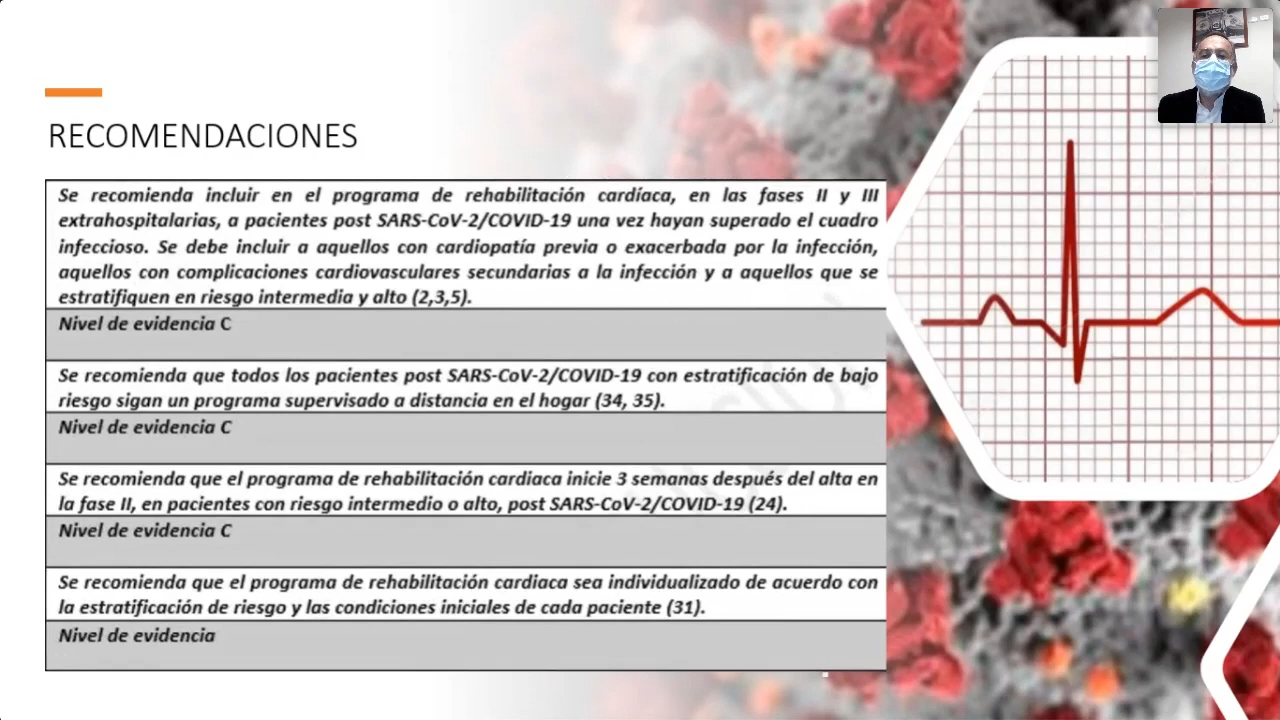 RECOMENDACIONES
Se recomienda incluir en el programa de rehabilitación cardíaca, en las fases II y III
extrahospitalarias, a pacientes post SARS-CoV-2/COVID-19 una vez hayan superado el cuadro
infeccioso. Se debe incluir a aquellos con cardiopatía previa o exacerbada por la infección,
aquellos con complicaciones cardiovasculares secundarias a la infección y a aquellos que se
estratifiquen en riesgo intermedia y alto (2,3,5).
Nivel de evidencia C
Se recomienda que todos los pacientes post SARS-CoV-2/COVID-19 con estratificación de bajo
riesgo sigan un programa supervisado a distancia en el hogar (34, 35).
Nivel de evidencia C
Se recomienda que el programa de rehabilitación cardiaca inicie 3 semanas después del alta en
la fase II, en pacientes con riesgo intermedio o alto, post SARS-CoV-2/COVID-19 (24).
Nivel de evidencia C
Se recomienda que el programa de rehabilitación cardiaca sea individualizado de acuerdo con
la estratificación de riesgo y las condiciones iniciales de cada paciente (31).
Nivel de evidencia